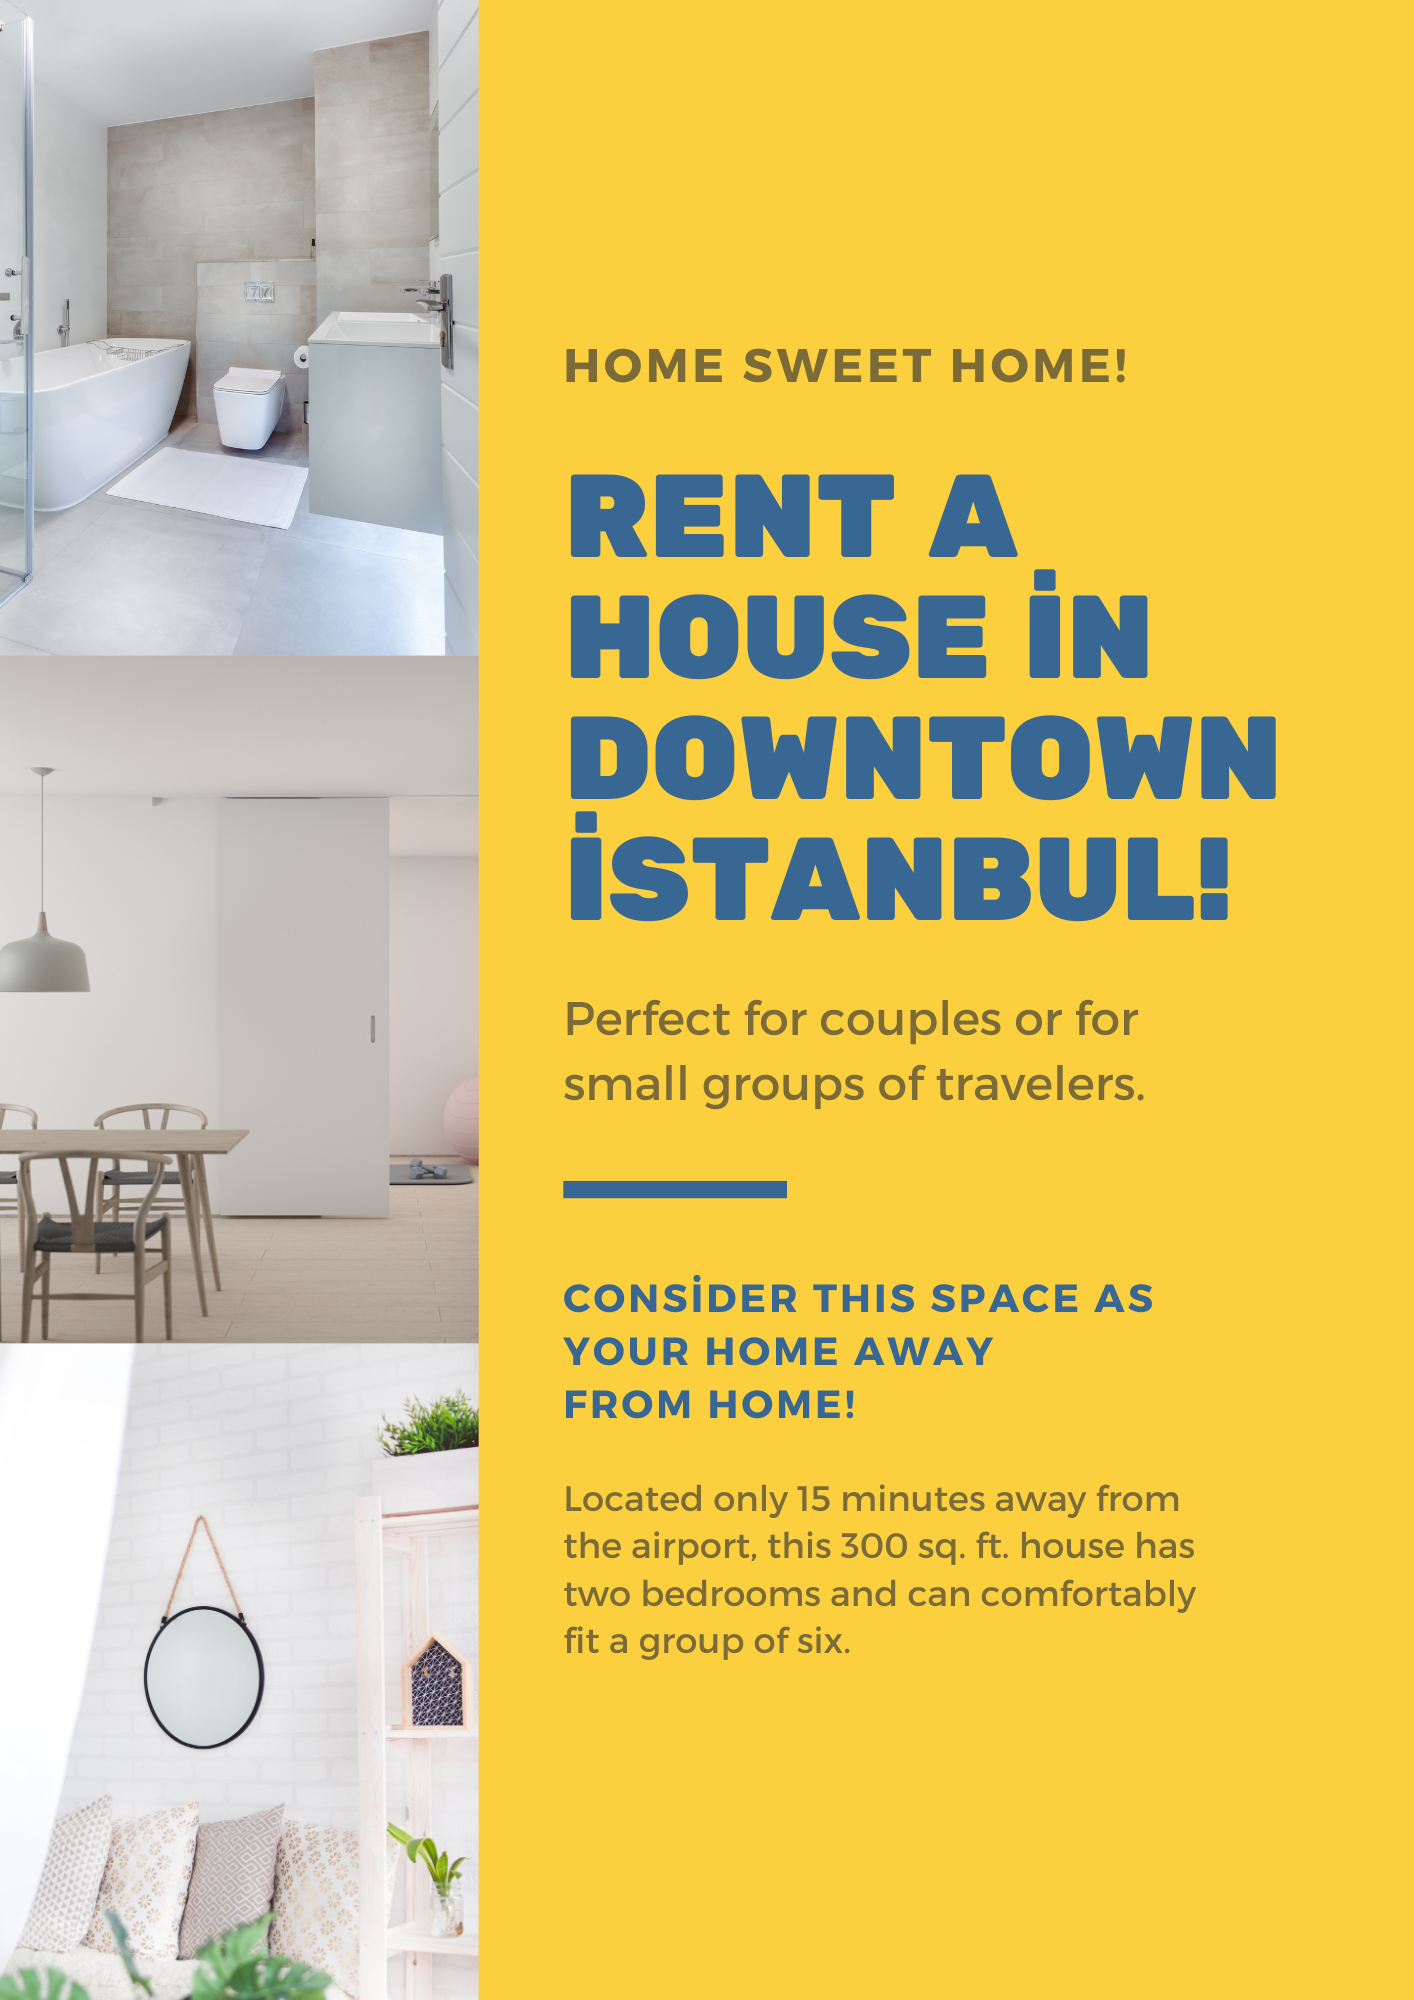 HOME SWEET HOME!
RENT A
HOUSE İN
DOWNTOWN
İSTANBUL!
Perfect for couples or for
small groups of travelers.
CONSİDER THIS SPACE AS
YOUR HOME AWAY
FROM HOME!
Located only 15 minutes away from
the airport, this 300 sq. ft. house has
two bedrooms and can comfortably
fit a group of six.